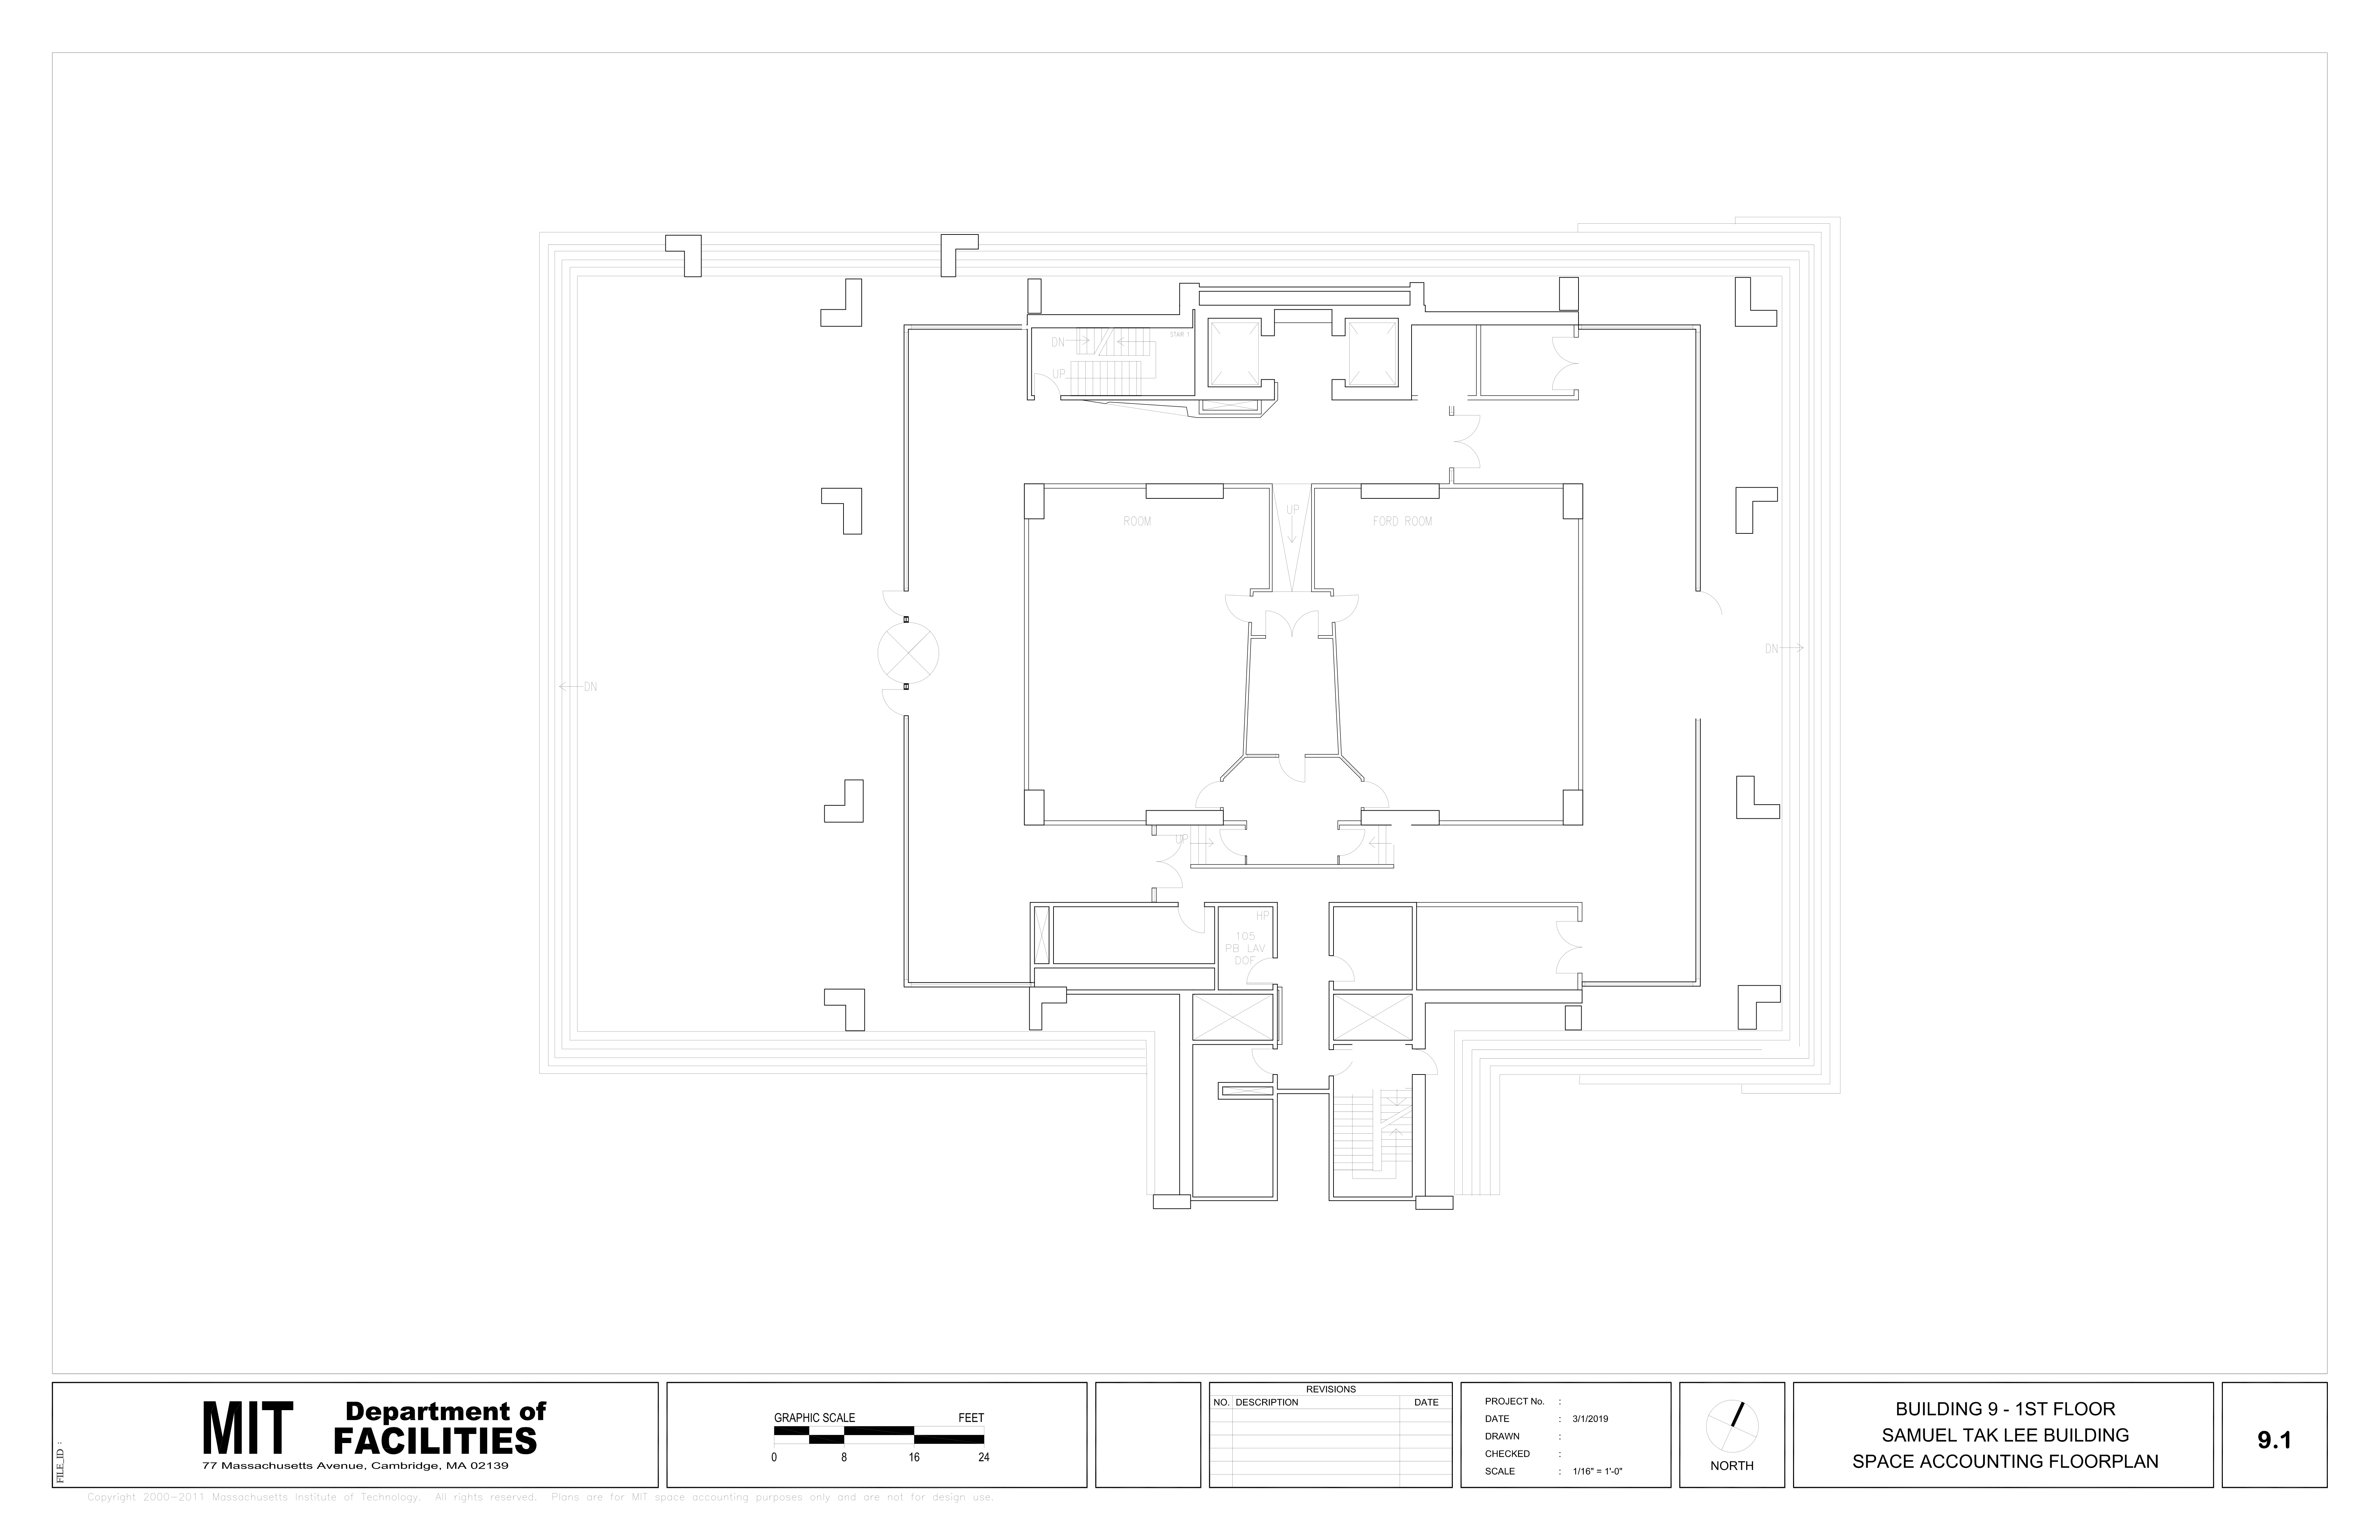 DN
UP
STAIR 1
ROOM
UP
FORD ROOM
DN
DN
UP
HP
105
PB LAV
DOF
FILE_ID :
MIT Department of
FACILITIES
77 Massachusetts Avenue, Cambridge, MA 02139
GRAPHIC SCALE FEET
0 8 16 24
REVISIONS
NO. DESCRIPTION DATE
PROJECT No. :
DATE : 3/1/2019
DRAWN :
CHECKED :
SCALE : 1/16" = 1'-0"
NORTH
BUILDING 9 - 1ST FLOOR
SAMUEL TAK LEE BUILDING
SPACE ACCOUNTING FLOORPLAN
9.1
Copyright 2000-2011 Massachusetts Institute of Technology. All rights reserved. Plans are for MIT space accounting purposes only and are not for design use.